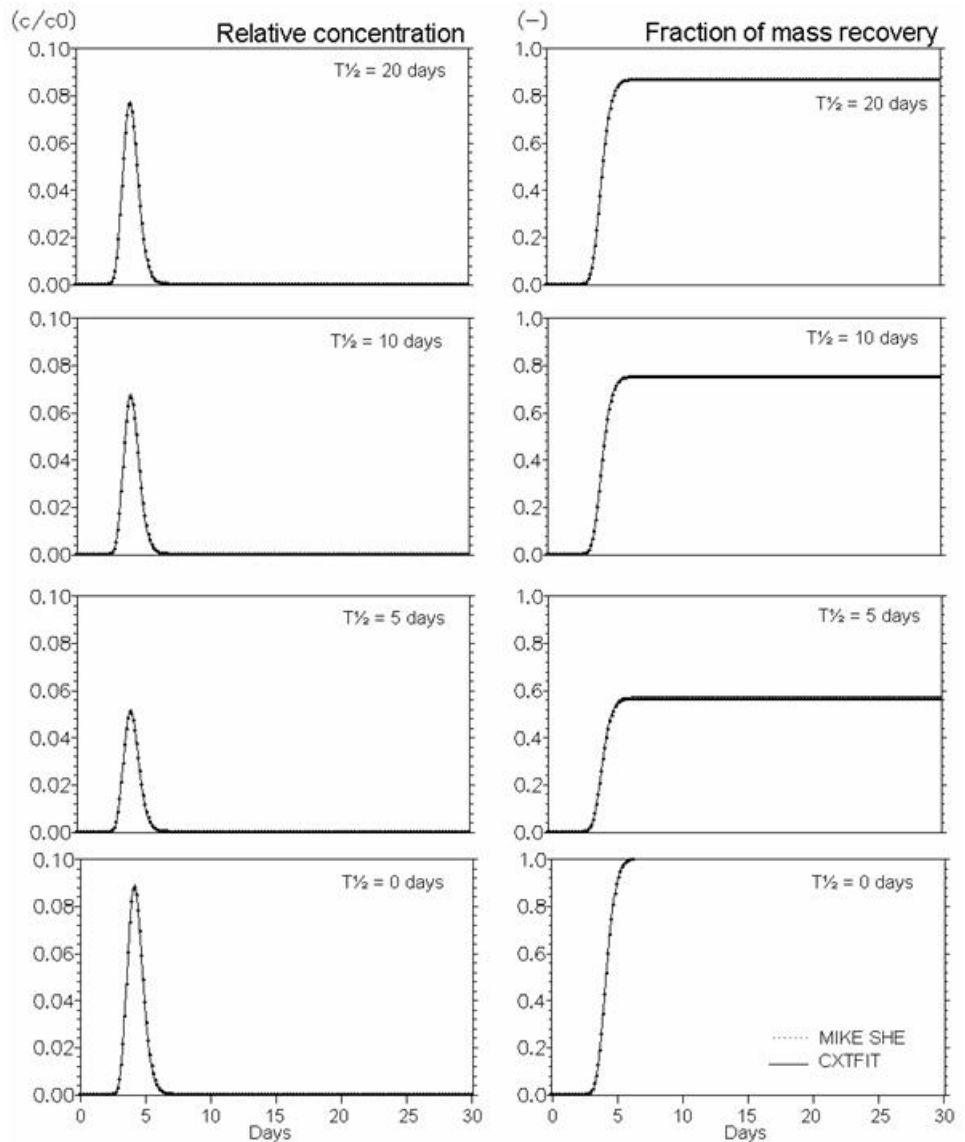 (c/c0)
Relative concentration
(-)
Fraction of mass recovery
0.10
0.08
0.06
0.04
0.02
0.00
T½ = 20 days
1.0
0.8
0.6
0.4
0.2
0.0
T½ = 20 days
0.10
0.08
0.06
0.04
0.02
0.00
T½ = 10 days
1.0
0.8
0.6
0.4
0.2
0.0
T½ = 10 days
0.10
0.08
0.06
0.04
0.02
0.00
T½ = 5 days
1.0
0.8
0.6
0.4
0.2
0.0
T½ = 5 days
0.10
0.08
0.06
0.04
0.02
0.00
T½ = 0 days
0 5 10 15 20 25 30
Days
1.0
0.8
0.6
0.4
0.2
0.0
T½ = 0 days
MIKE SHE
CXTFIT
0 5 10 15 20 25 30
Days